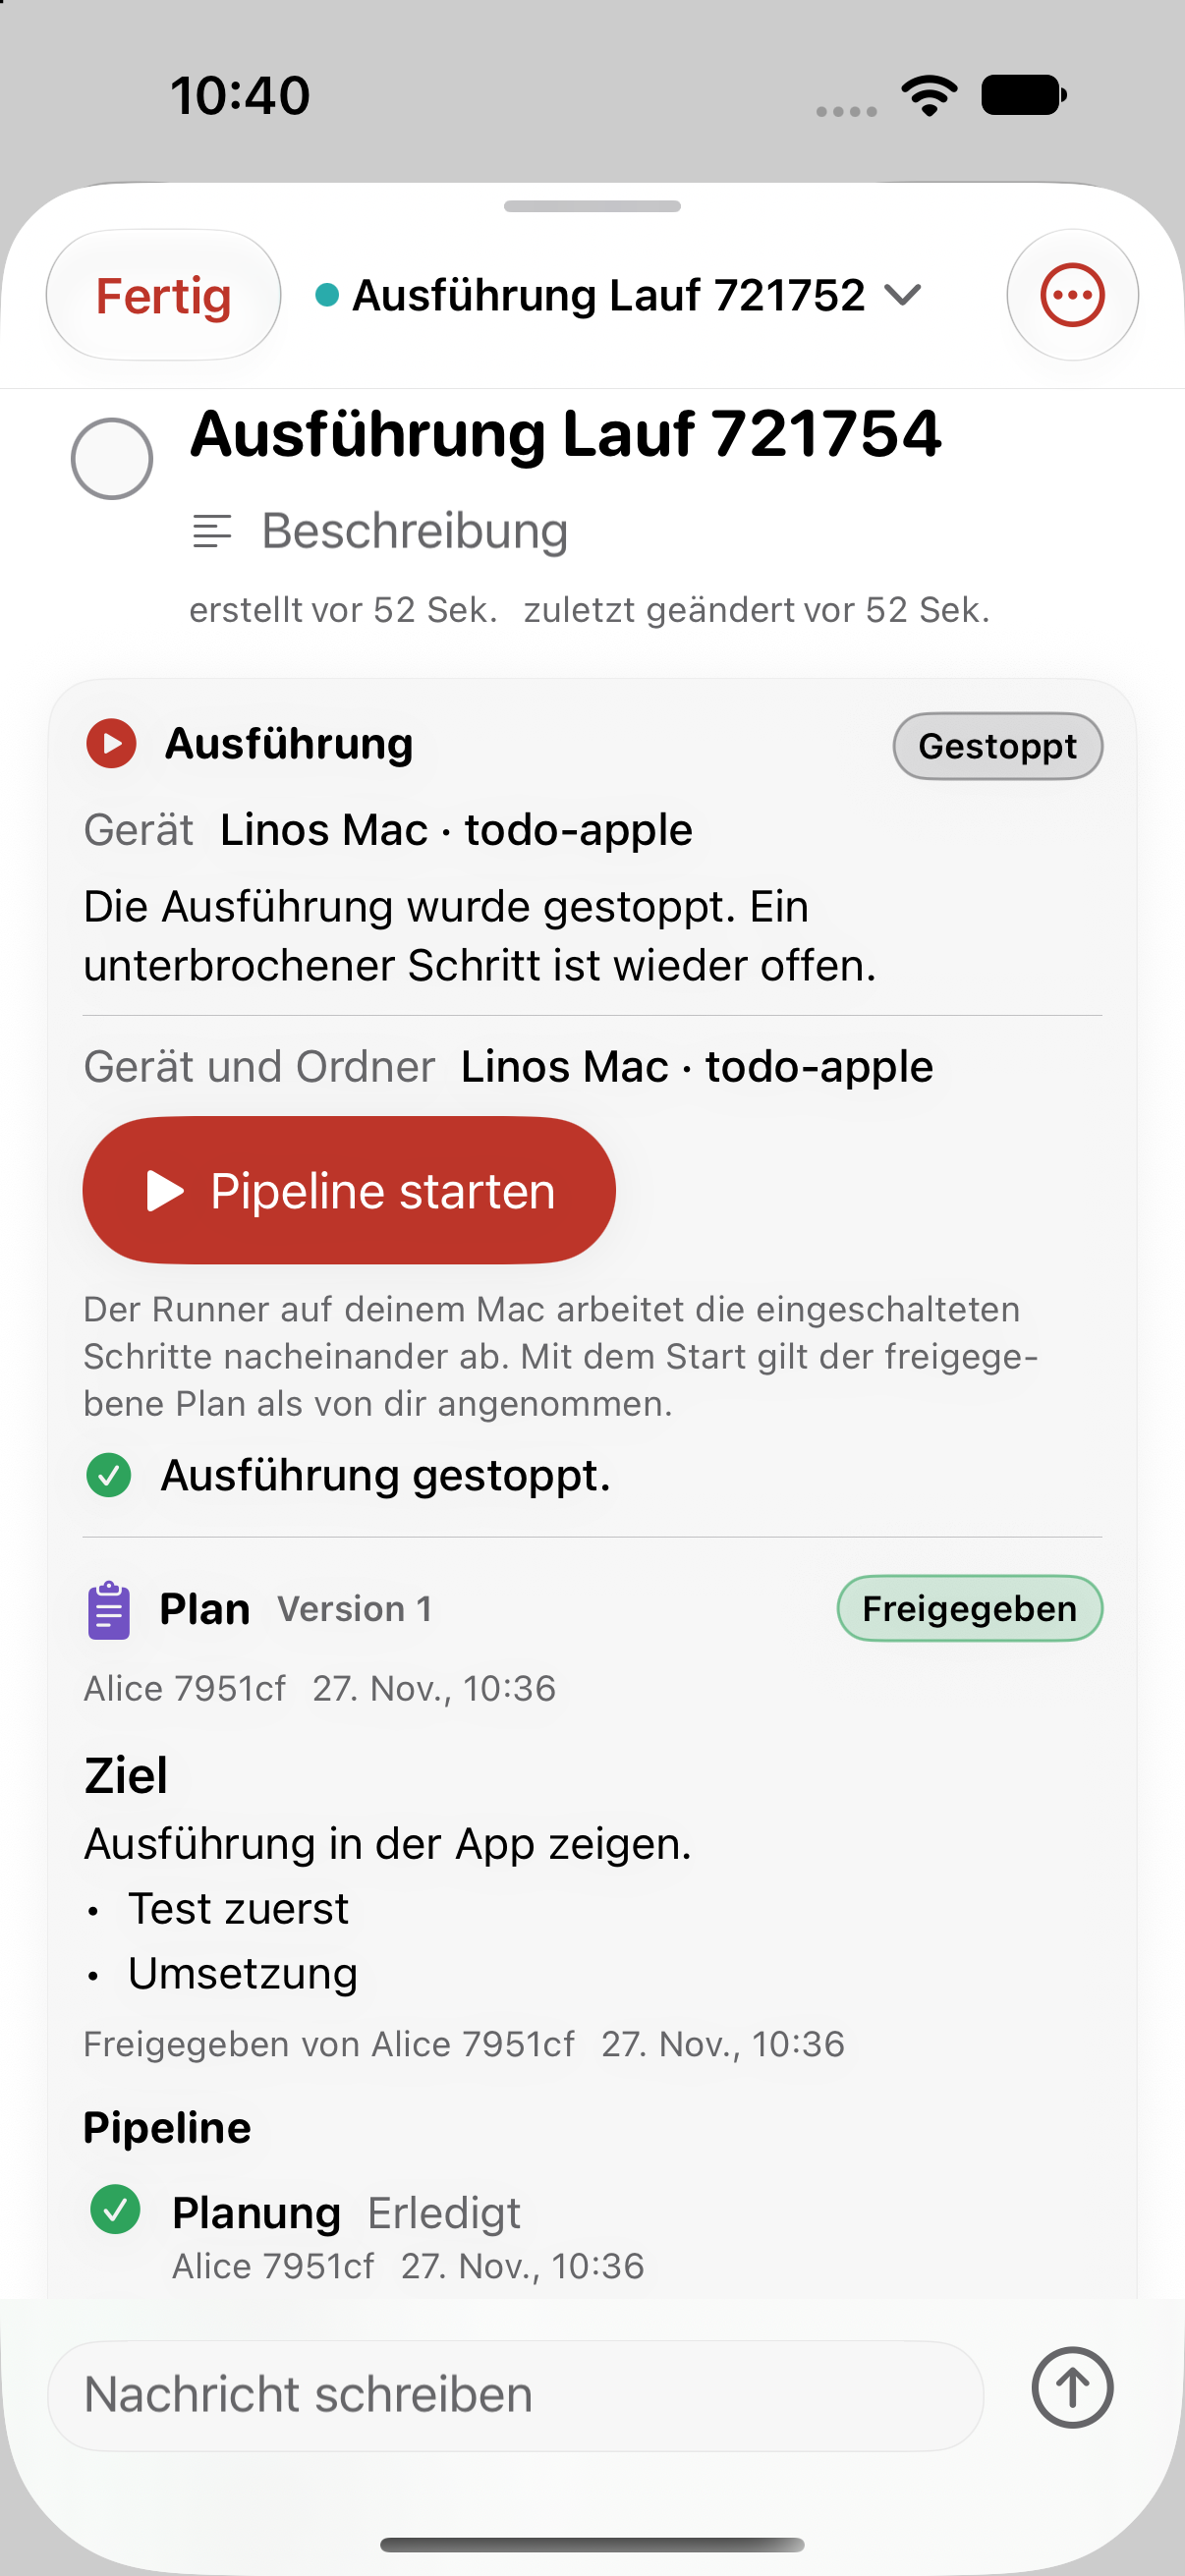 10:40
Fertig
Ausführung Lauf 721752
Ausführung Lauf 721754
Beschreibung
erstellt vor 52 Sek. zuletzt geändert vor 52 Sek.
Ausführung
Gestoppt
Gerät Linos Mac · todo-apple
Die Ausführung wurde gestoppt. Ein
unterbrochener Schritt ist wieder offen.
Gerät und Ordner Linos Mac · todo-apple
Pipeline starten
Der Runner auf deinem Mac arbeitet die eingeschalteten
Schritte nacheinander ab. Mit dem Start gilt der freigege-
bene Plan als von dir angenommen.
Ausführung gestoppt.
Plan Version 1
Freigegeben
Alice 7951cf 27. Nov., 10:36
Ziel
Ausführung in der App zeigen.
• Test zuerst
• Umsetzung
Freigegeben von Alice 7951cf 27. Nov., 10:36
Pipeline
Planung Erledigt
Alice 7951cf 27. Nov., 10:36
Nachricht schreiben